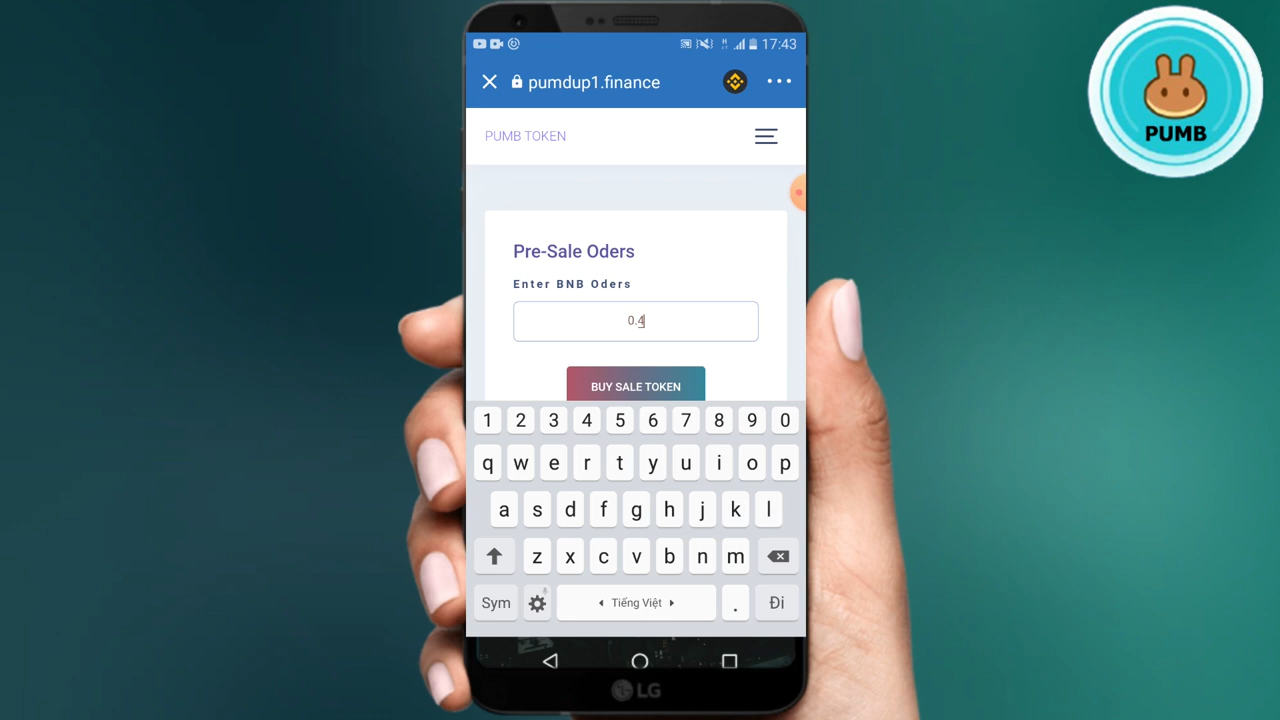 17:43
pumdup1.finance
PUMB TOKEN
Pre-Sale Oders
Enter BNB Oders
0.4
BUY SALE TOKEN
1 2 3 4 5 6 7 8 9 0
q w e r t y u i o p
a s d f g h j k l
z x c v b n m
Sym Tiếng Việt . Đi
LG
PUMB